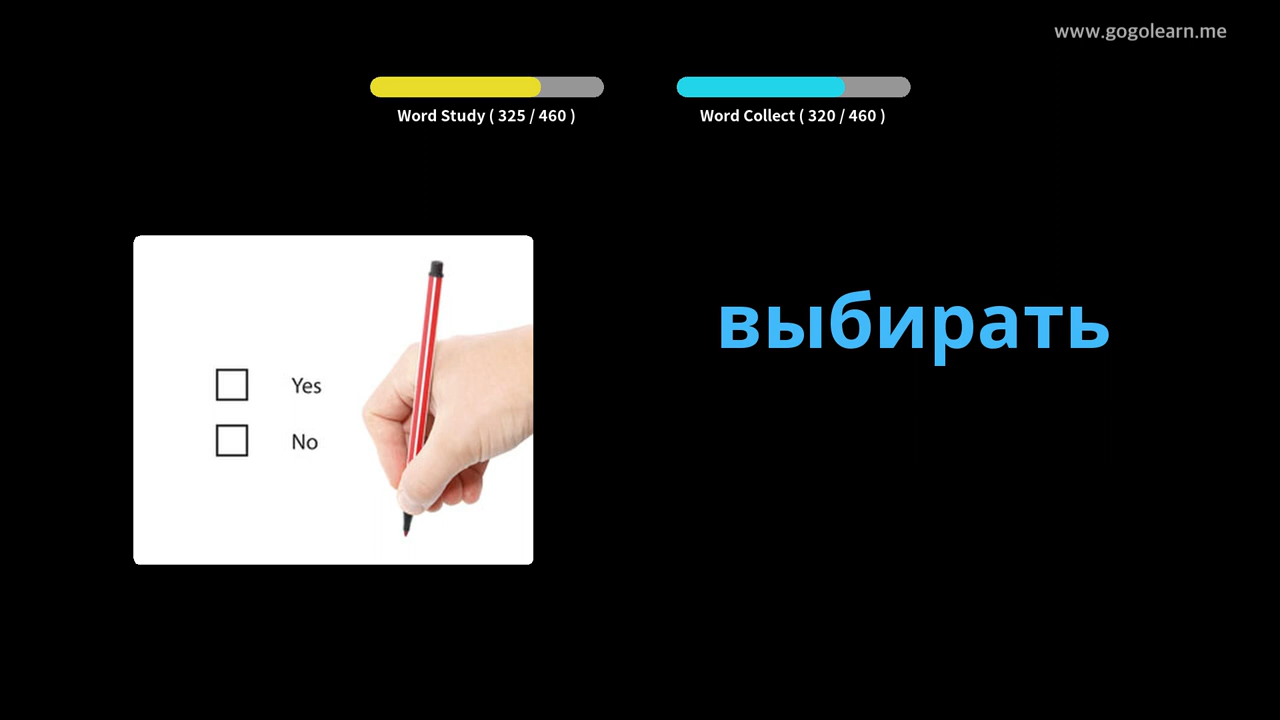 www.gogolearn.me
Word Study ( 325 / 460 )
Word Collect ( 320 / 460 )
выбирать
Yes
No